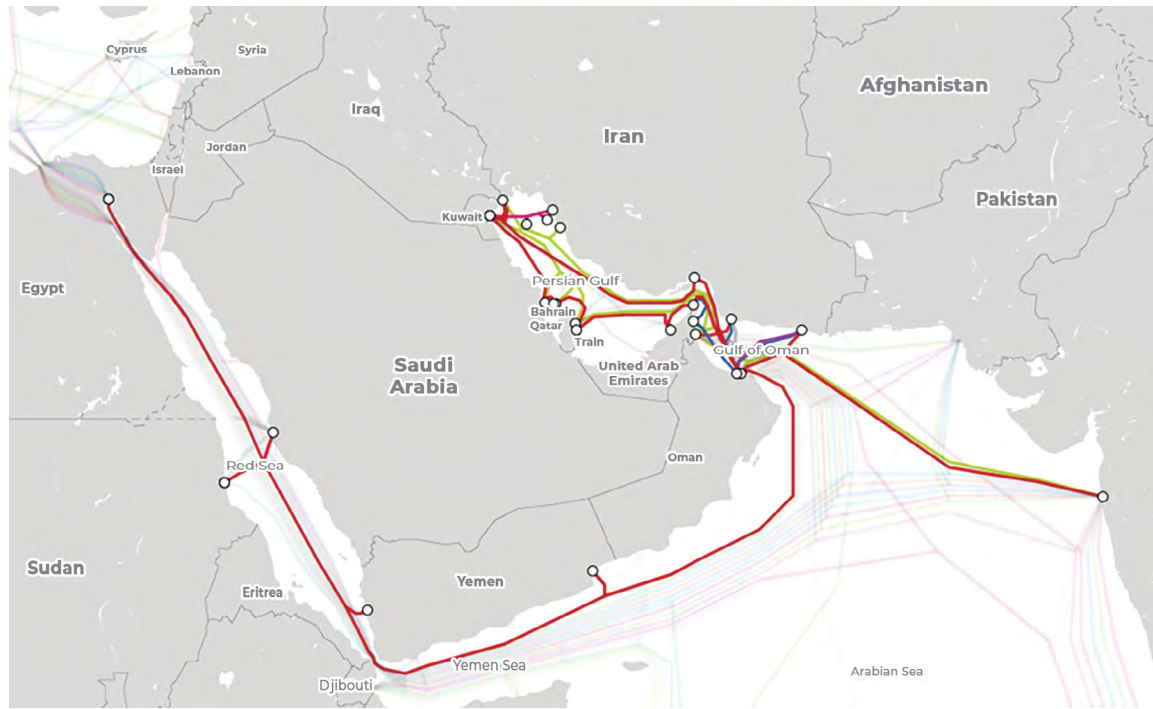 Cyprus
Syria
Lebanon
Afghanistan
Iraq
Iran
Jordan
Israel
Pakistan
Kuwait
Egypt
Persian Gulf
Bahrain
Qatar
Train
Gulf of Oman
United Arab
Emirates
Saudi
Arabia
Oman
Red Sea
Sudan
Yemen
Eritrea
Yemen Sea
Arabian Sea
Djibouti